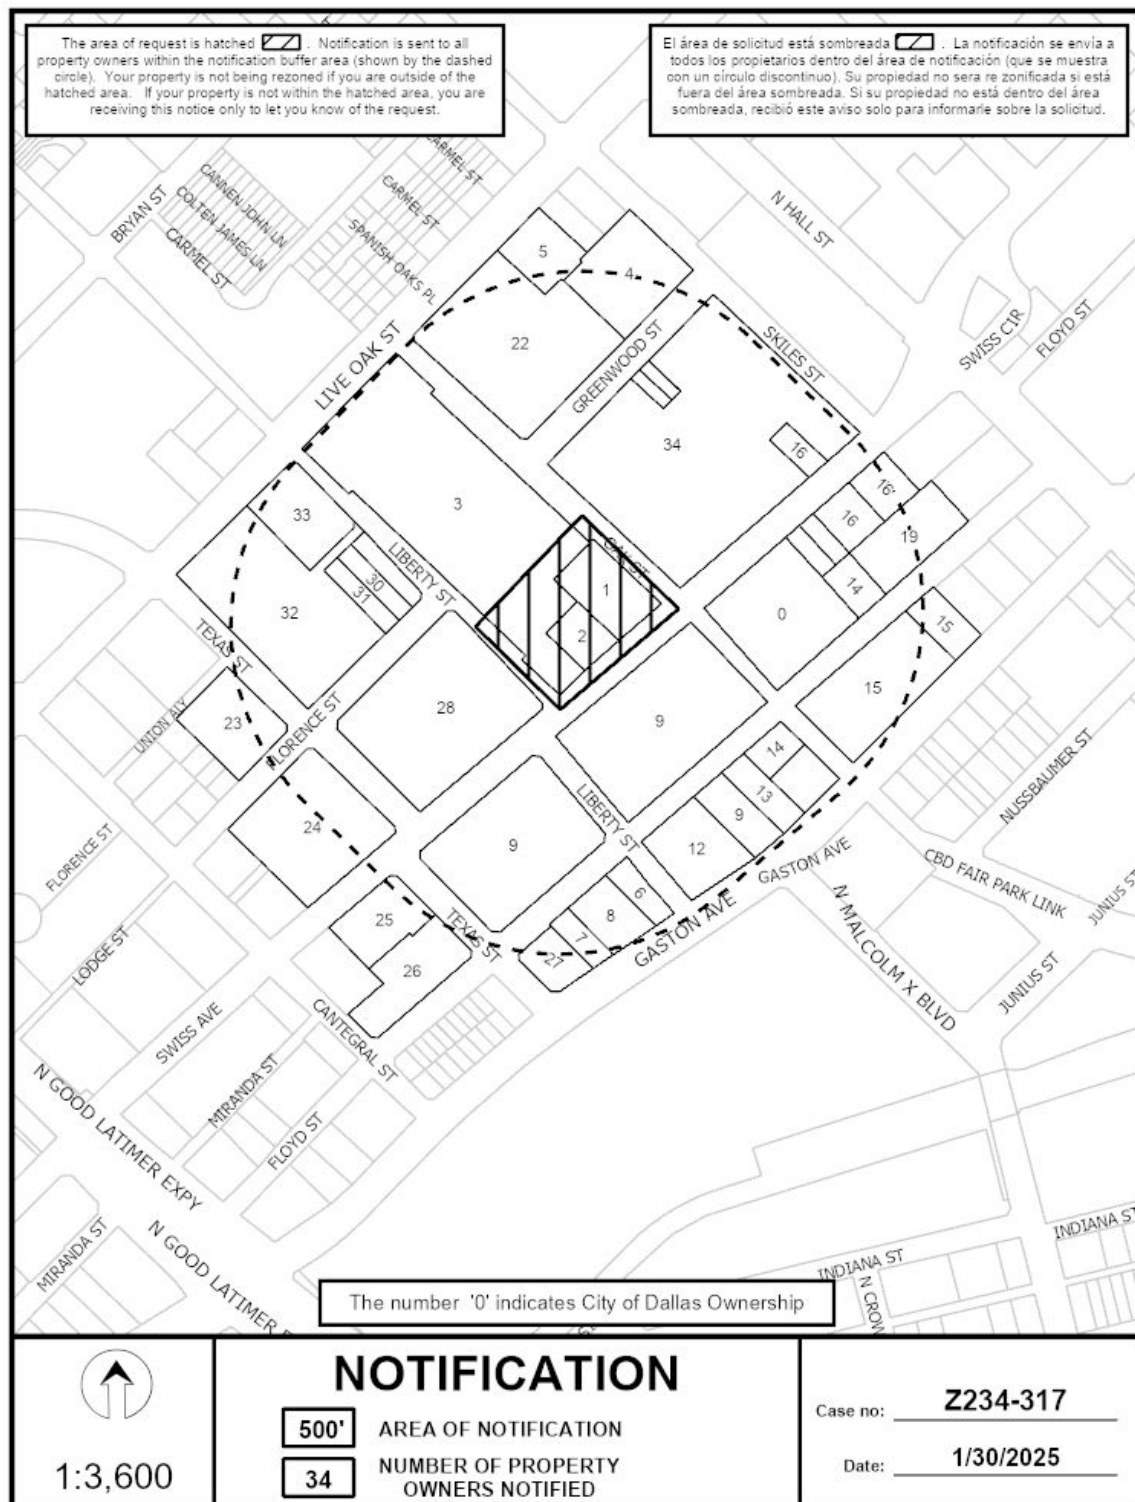 The area of request is hatched . Notification is sent to all
property owners within the notification buffer area (shown by the dashed
circle). Your property is not being rezoned if you are outside of the
hatched area. If your property is not within the hatched area, you are
receiving this notice only to let you know of the request.
El área de solicitud está sombreada . La notificación se envía a
todos los propietarios dentro del área de notificación (que se muestra
con un círculo discontinuo). Su propiedad no sera re zonificada si está
fuera del área sombreada. Si su propiedad no está dentro del área
sombreada, recibió este aviso solo para informarle sobre la solicitud.
CARMEL ST
CANNEN JOHN LN
CARMEL ST
BRYAN ST
COLTEN JAMES LN
CARMEL ST
SPANISH OAKS PL
N HALL ST
5
4
SWISS CIR
FLOYD ST
LIVE OAK ST
22
GREENWOOD ST
SKILES ST
34
16
3
16
16
33
19
LIBERTY ST
OAK ST
30
31
1
14
32
0
2
15
TEXAS ST
15
28
23
UNION ALY
FLORENCE ST
9
14
13
NUSSBAUMER ST
LIBERTY ST
9
24
9
12
FLORENCE ST
GASTON AVE
CBD FAIR PARK LINK
JUNIUS ST
6
8
7
25
TEXAS ST
GASTON AVE
N MALCOLM X BLVD
27
26
LODGE ST
JUNIUS ST
SWISS AVE
CANTEGRAL ST
MIRANDA ST
FLOYD ST
N GOOD LATIMER EXPY
MIRANDA ST
N GOOD LATIMER
INDIANA ST
INDIANA ST
N CROW
The number '0' indicates City of Dallas Ownership
1:3,600
NOTIFICATION
500' AREA OF NOTIFICATION
34 NUMBER OF PROPERTY
OWNERS NOTIFIED
Case no: Z234-317
Date: 1/30/2025